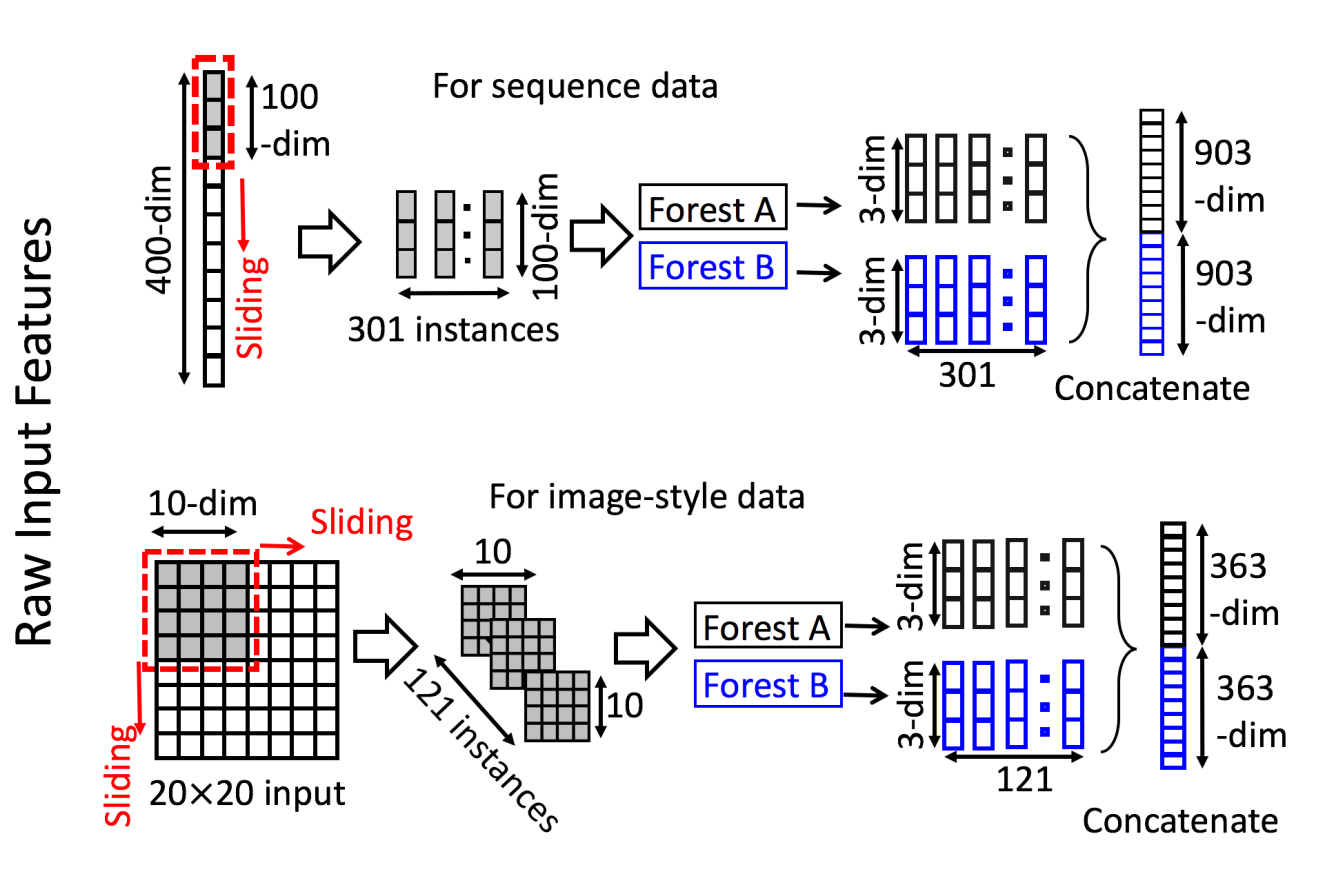 Raw Input Features
For sequence data
400-dim
100
-dim
Sliding
301 instances
100-dim
Forest A
Forest B
3-dim
3-dim
301
903
-dim
903
-dim
Concatenate
For image-style data
10-dim
Sliding
Sliding
20×20 input
10
10
121 instances
Forest A
Forest B
3-dim
3-dim
121
363
-dim
363
-dim
Concatenate